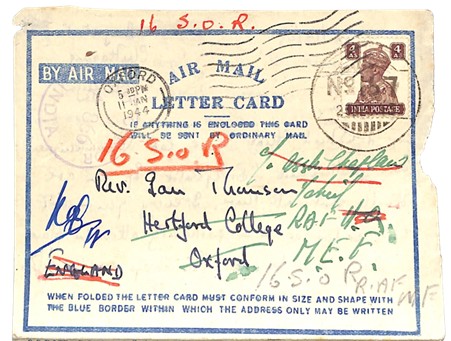 16 S.O.R.
BY AIR MAIL
AIR MAIL
LETTER CARD
OXFORD
11 JAN
1944
INDIA POSTAGE
IF ANYTHING IS ENCLOSED THIS CARD
WILL BE SENT BY ORDINARY MAIL.
16 S.o.R
Rev. Ian Thomson
Hertford College
Oxford
ENGLAND
RAF H.Q
M.E.F.
16 S.o R
R.AF
WHEN FOLDED THE LETTER CARD MUST CONFORM IN SIZE AND SHAPE WITH
THE BLUE BORDER WITHIN WHICH THE ADDRESS ONLY MAY BE WRITTEN